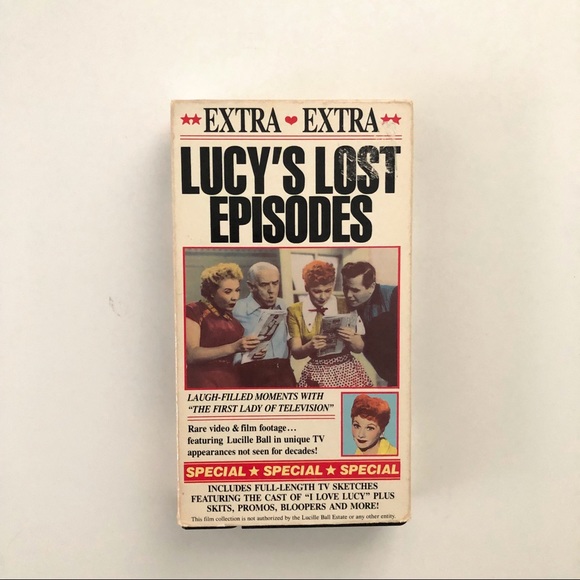 ★★ EXTRA ♥ EXTRA ★★
LUCY'S LOST
EPISODES
LAUGH-FILLED MOMENTS WITH
"THE FIRST LADY OF TELEVISION"
Rare video & film footage...
featuring Lucille Ball in unique TV
appearances not seen for decades!
SPECIAL ★ SPECIAL ★ SPECIAL
INCLUDES FULL-LENGTH TV SKETCHES
FEATURING THE CAST OF "I LOVE LUCY" PLUS
SKITS, PROMOS, BLOOPERS AND MORE!
This film collection is not authorized by the Lucille Ball Estate or any other entity.